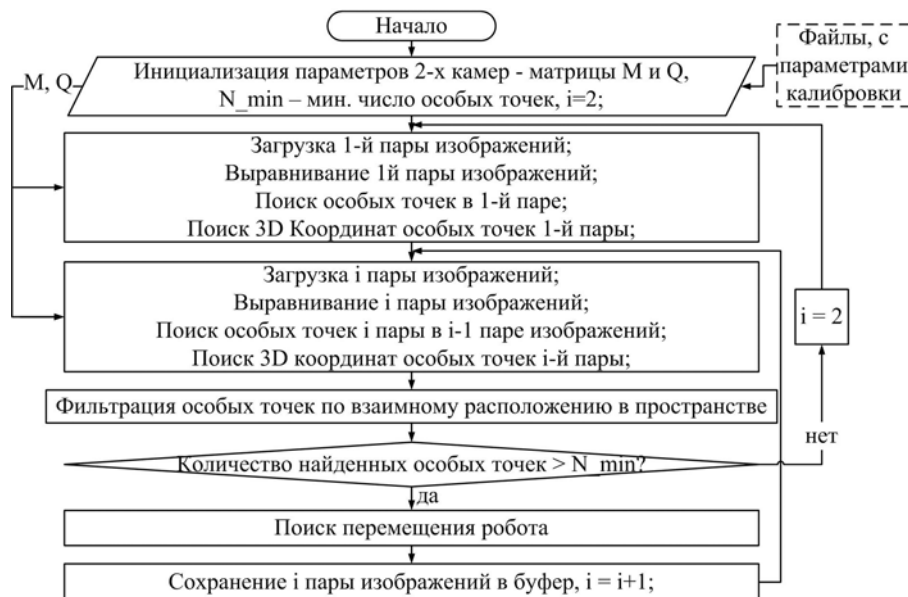 Начало
Файлы, с
параметрами
калибровки
M, Q
Инициализация параметров 2-х камер - матрицы M и Q,
N_min – мин. число особых точек, i=2;
Загрузка 1-й пары изображений;
Выравнивание 1й пары изображений;
Поиск особых точек в 1-й паре;
Поиск 3D Координат особых точек 1-й пары;
Загрузка i пары изображений;
Выравнивание i пары изображений;
Поиск особых точек i пары в i-1 паре изображений;
Поиск 3D координат особых точек i-й пары;
i = 2
Фильтрация особых точек по взаимному расположению в пространстве
нет
Количество найденных особых точек > N_min?
да
Поиск перемещения робота
Сохранение i пары изображений в буфер, i = i+1;